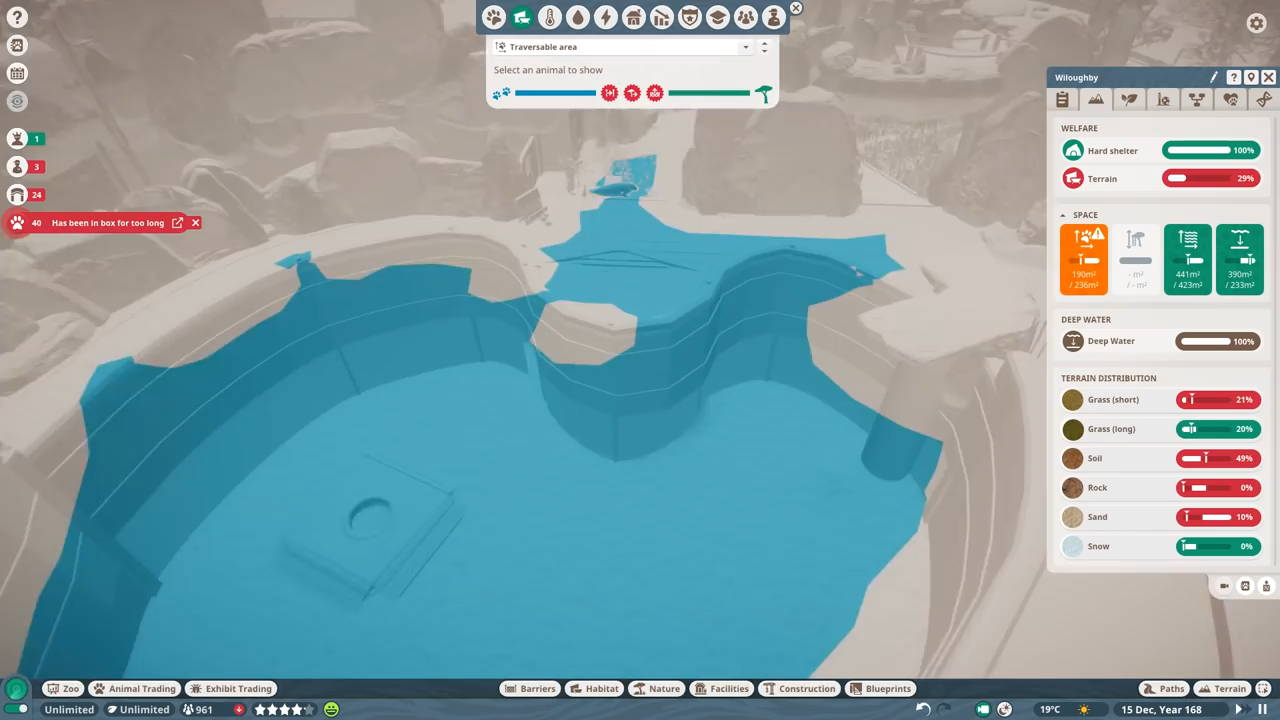 Traversable area
Select an animal to show
1
3
24
40 Has been in box for too long
Wiloughby
WELFARE
Hard shelter 100%
Terrain 29%
SPACE
190m² / 236m²
- m² / - m²
441m² / 423m²
390m² / 233m²
DEEP WATER
Deep Water 100%
TERRAIN DISTRIBUTION
Grass (short) 21%
Grass (long) 20%
Soil 49%
Rock 0%
Sand 10%
Snow 0%
Zoo Animal Trading Exhibit Trading Barriers Habitat Nature Facilities Construction Blueprints Paths Terrain
Unlimited Unlimited 961 19°C 15 Dec, Year 168